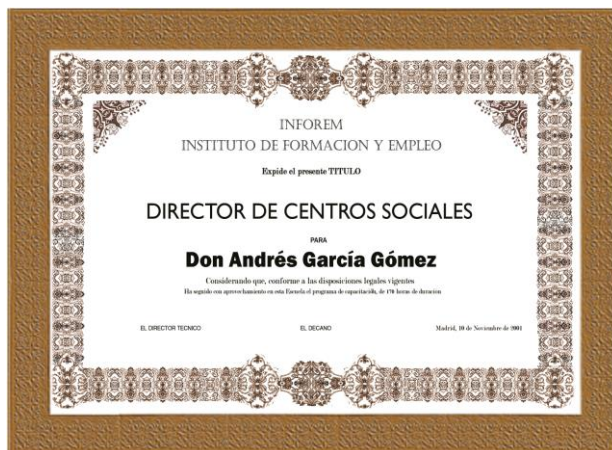 INFOREM
INSTITUTO DE FORMACION Y EMPLEO
Expido el presente TITULO
DIRECTOR DE CENTROS SOCIALES
PARA
Don Andrés García Gómez
Considerando que, conforme a las disposiciones legales vigentes
Ha seguido con aprovechamiento en esta Escuela el programa de capacitación, de 170 horas de duración
EL DIRECTOR TECNICO EL DECANO Madrid, 10 de Noviembre de 2001